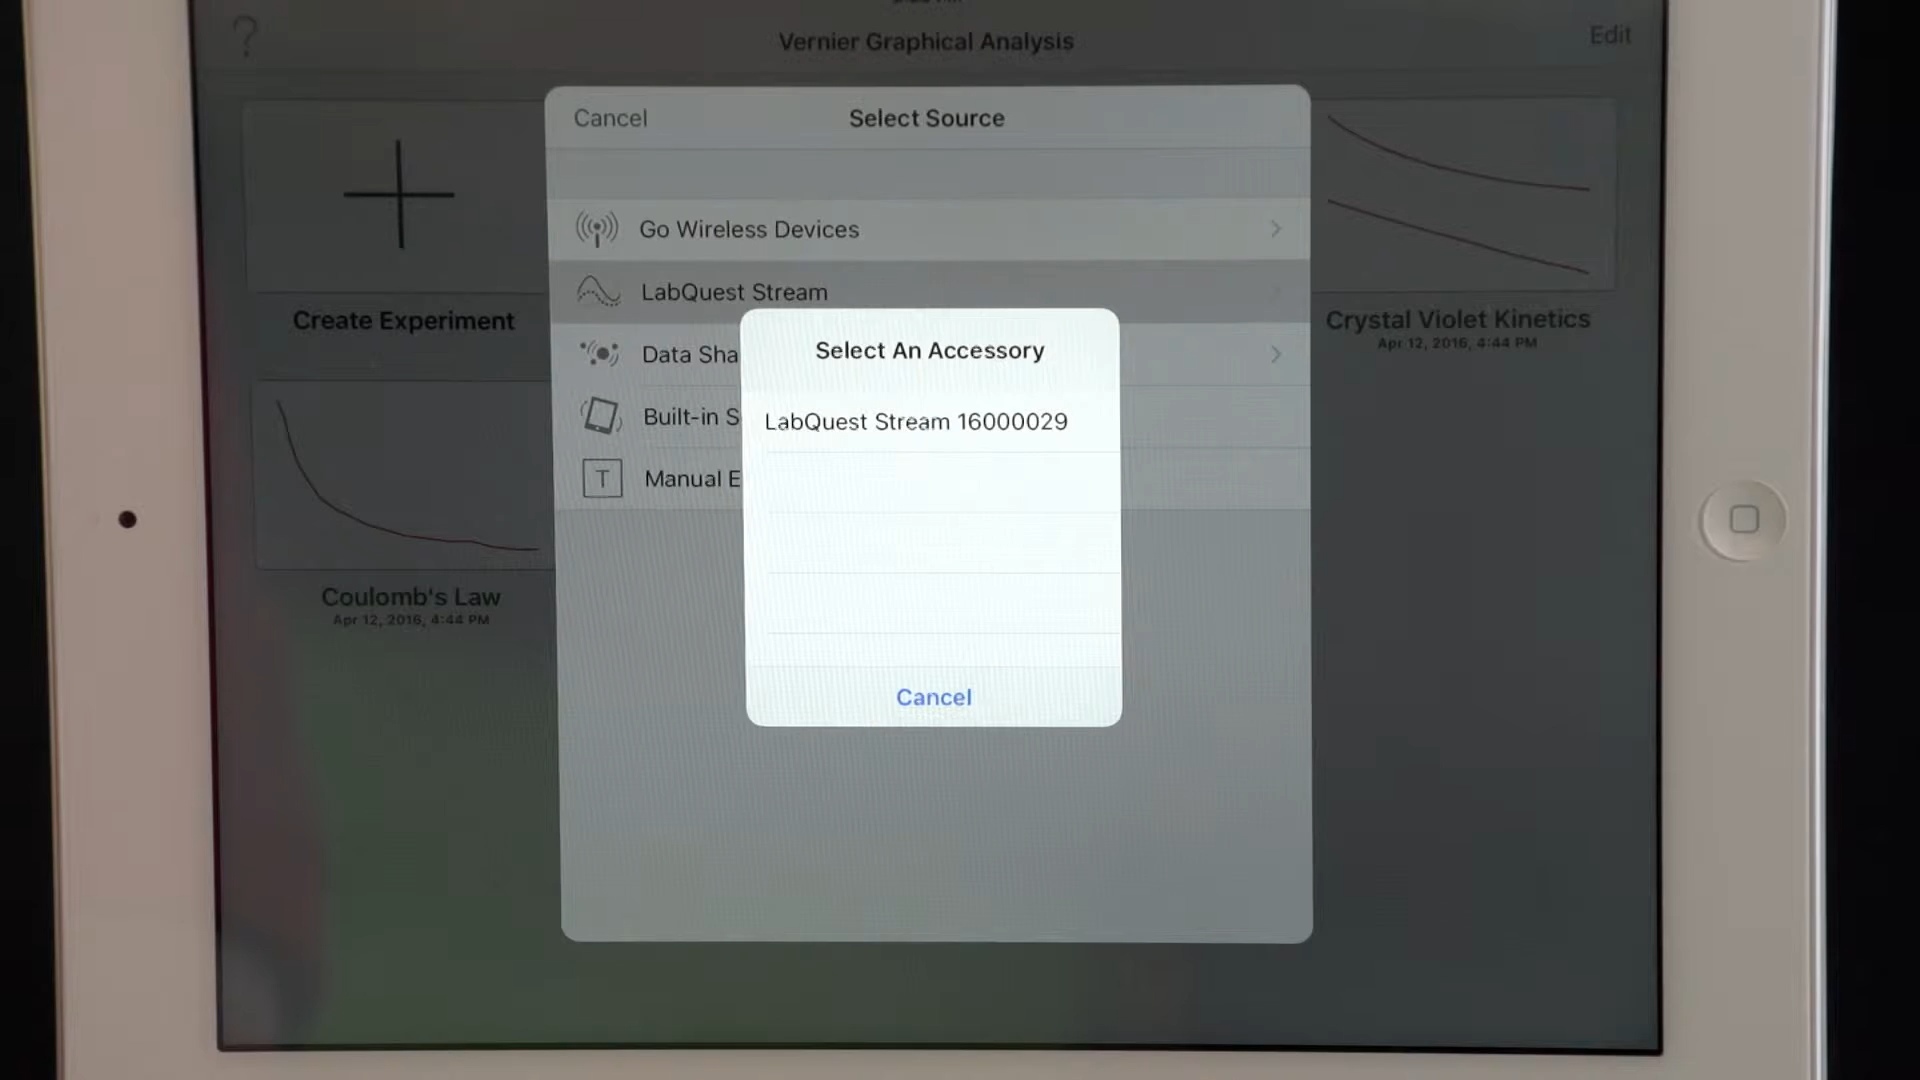 ?
Vernier Graphical Analysis
Edit
Cancel
Select Source
Go Wireless Devices
LabQuest Stream
Data Sha
Built-in S
T
Manual E
Select An Accessory
LabQuest Stream 16000029
Cancel
Create Experiment
Crystal Violet Kinetics
Apr 12, 2016, 4:44 PM
Coulomb's Law
Apr 12, 2016, 4:44 PM